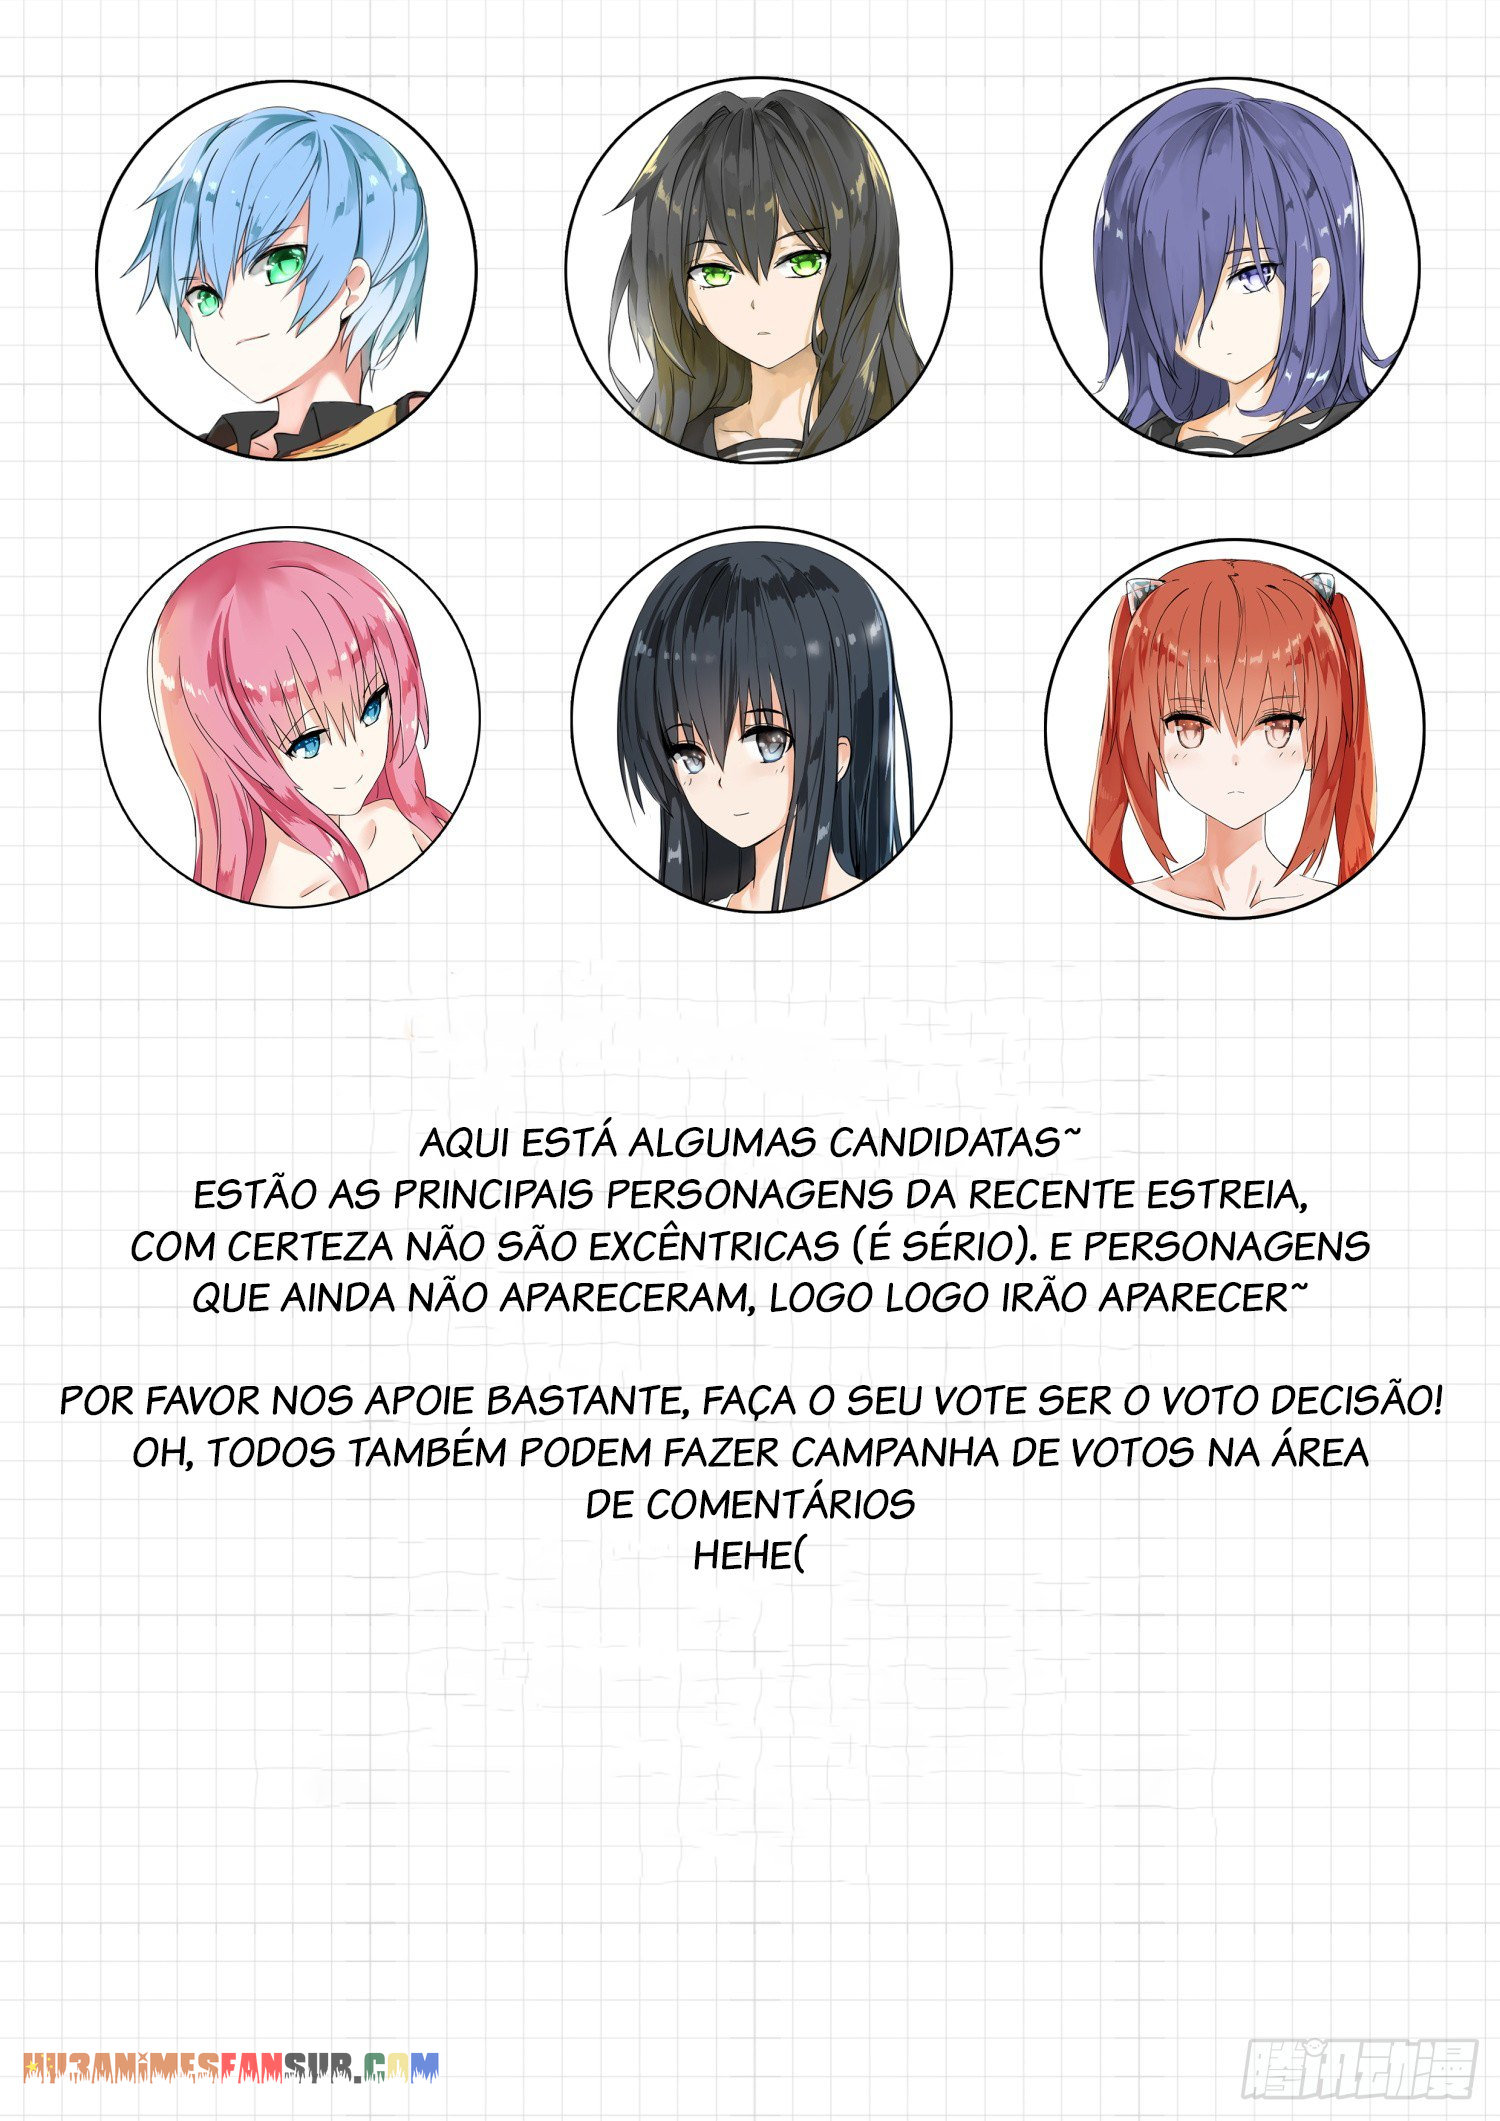 AQUI ESTÁ ALGUMAS CANDIDATAS~
ESTÃO AS PRINCIPAIS PERSONAGENS DA RECENTE ESTREIA,
COM CERTEZA NÃO SÃO EXCÊNTRICAS (É SÉRIO). E PERSONAGENS
QUE AINDA NÃO APARECERAM, LOGO LOGO IRÃO APARECER~
POR FAVOR NOS APOIE BASTANTE, FAÇA O SEU VOTE SER O VOTO DECISÃO!
OH, TODOS TAMBÉM PODEM FAZER CAMPANHA DE VOTOS NA ÁREA
DE COMENTÁRIOS
HEHE(
HU3ANIMESFANSUB.COM
腾讯动漫